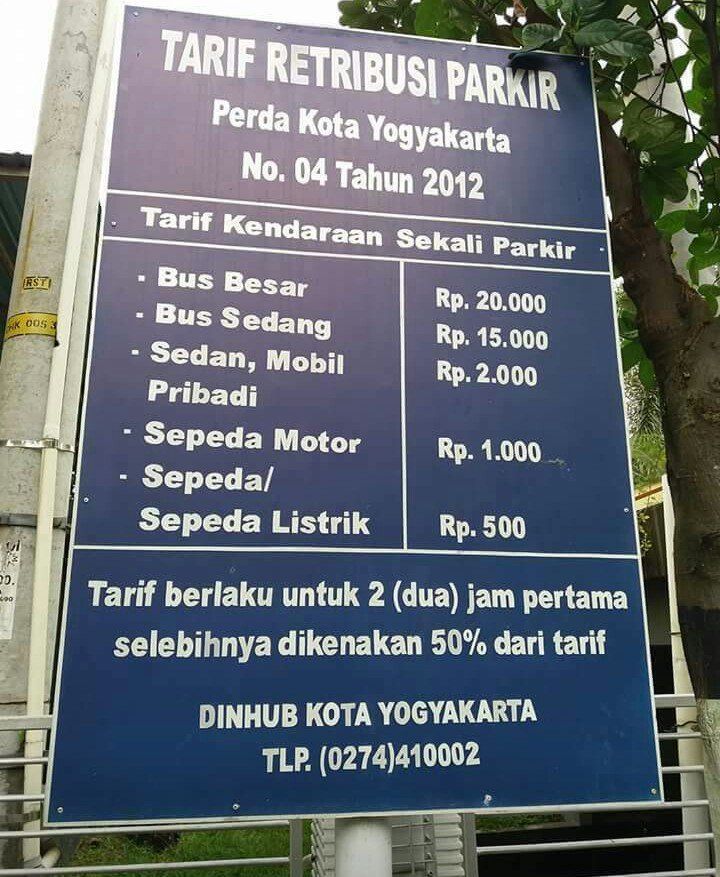 TARIF RETRIBUSI PARKIR
Perda Kota Yogyakarta
No. 04 Tahun 2012
Tarif Kendaraan Sekali Parkir
- Bus Besar Rp. 20.000
- Bus Sedang Rp. 15.000
- Sedan, Mobil Rp. 2.000
Pribadi
- Sepeda Motor Rp. 1.000
- Sepeda/
Sepeda Listrik Rp. 500
Tarif berlaku untuk 2 (dua) jam pertama
selebihnya dikenakan 50% dari tarif
DINHUB KOTA YOGYAKARTA
TLP. (0274)410002
RST